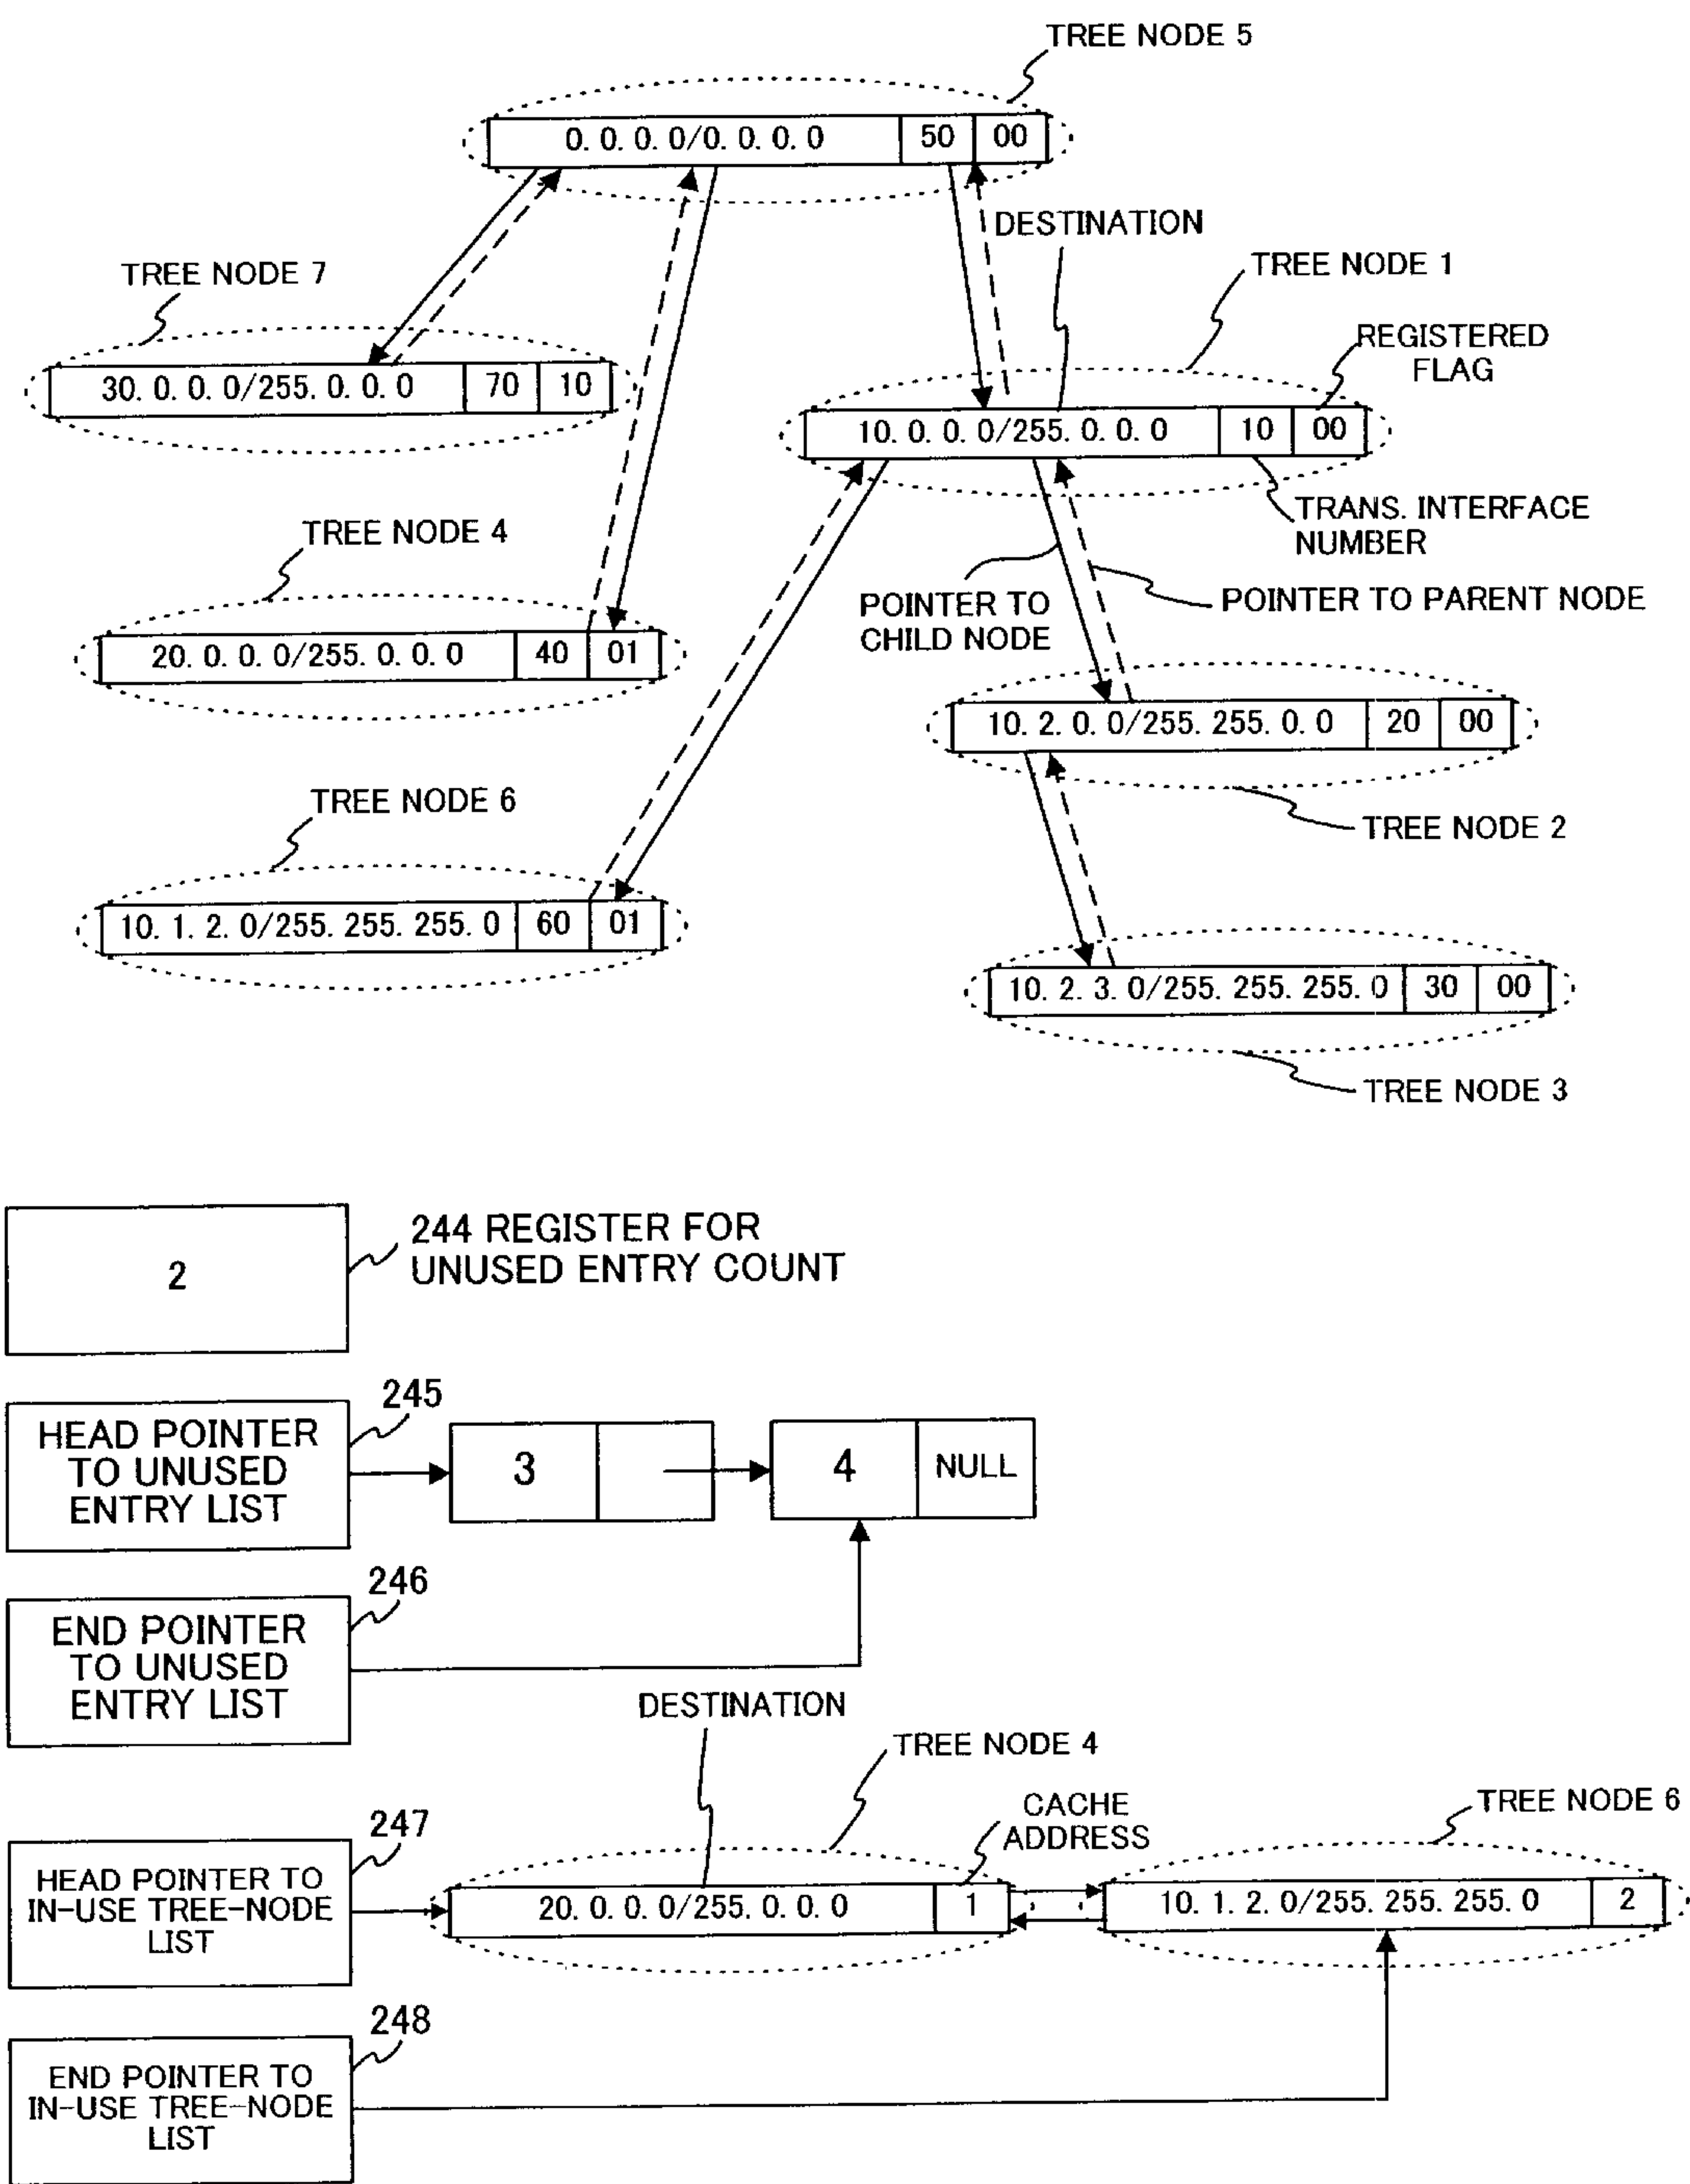 TREE NODE 5
0. 0. 0. 0/0. 0. 0. 0 50 00
DESTINATION
TREE NODE 7
TREE NODE 1
REGISTERED
FLAG
30. 0. 0. 0/255. 0. 0. 0 70 10
10. 0. 0. 0/255. 0. 0. 0 10 00
TRANS. INTERFACE
NUMBER
TREE NODE 4
POINTER TO
CHILD NODE
POINTER TO PARENT NODE
20. 0. 0. 0/255. 0. 0. 0 40 01
10. 2. 0. 0/255. 255. 0. 0 20 00
TREE NODE 6
TREE NODE 2
10. 1. 2. 0/255. 255. 255. 0 60 01
10. 2. 3. 0/255. 255. 255. 0 30 00
TREE NODE 3
2
244 REGISTER FOR
UNUSED ENTRY COUNT
245
HEAD POINTER
TO UNUSED
ENTRY LIST
3
4 NULL
246
END POINTER
TO UNUSED
ENTRY LIST
DESTINATION
TREE NODE 4
CACHE
ADDRESS
TREE NODE 6
247
HEAD POINTER TO
IN-USE TREE-NODE
LIST
20. 0. 0. 0/255. 0. 0. 0 1
10. 1. 2. 0/255. 255. 255. 0 2
248
END POINTER TO
IN-USE TREE-NODE
LIST